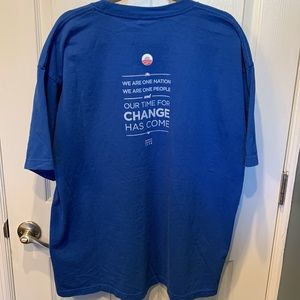 WE ARE ONE NATION
WE ARE ONE PEOPLE
and
OUR TIME FOR
CHANGE
HAS COME